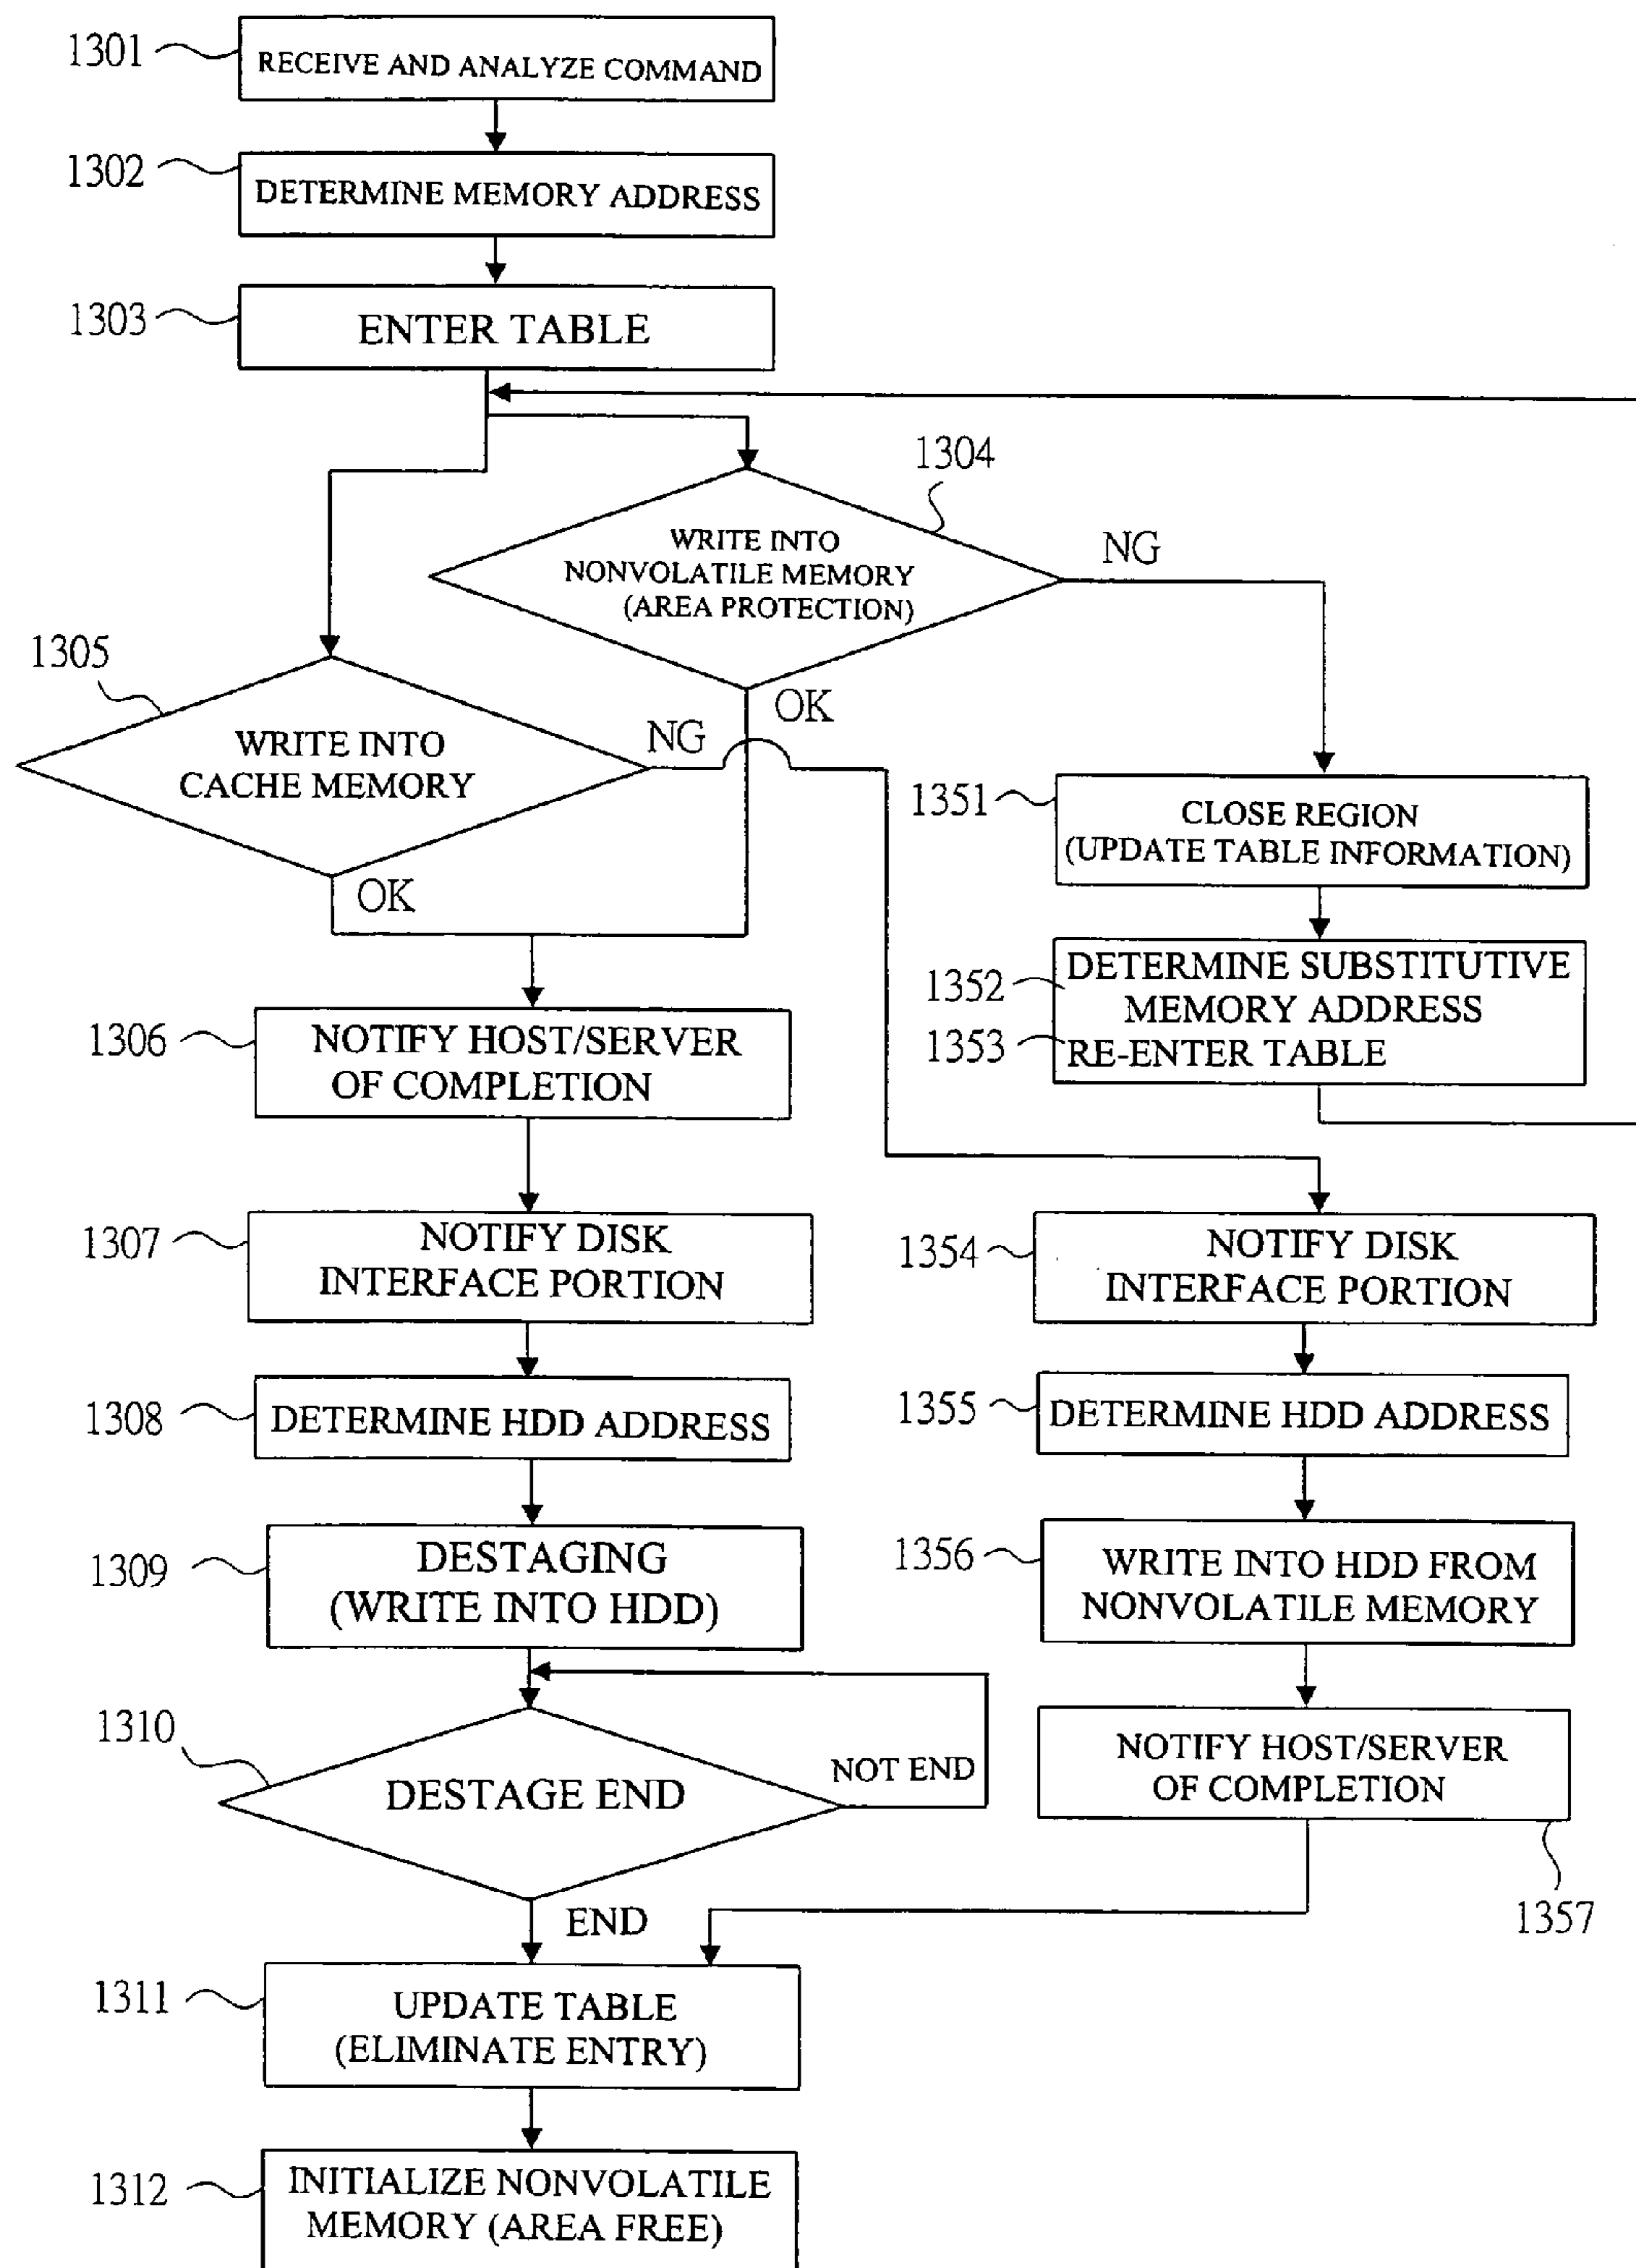 1301
RECEIVE AND ANALYZE COMMAND
1302
DETERMINE MEMORY ADDRESS
1303
ENTER TABLE
1304
WRITE INTO
NONVOLATILE MEMORY
(AREA PROTECTION)
NG
OK
1305
WRITE INTO
CACHE MEMORY
NG
OK
1351
CLOSE REGION
(UPDATE TABLE INFORMATION)
1352
DETERMINE SUBSTITUTIVE
MEMORY ADDRESS
1353
RE-ENTER TABLE
1306
NOTIFY HOST/SERVER
OF COMPLETION
1307
NOTIFY DISK
INTERFACE PORTION
1354
NOTIFY DISK
INTERFACE PORTION
1308
DETERMINE HDD ADDRESS
1355
DETERMINE HDD ADDRESS
1309
DESTAGING
(WRITE INTO HDD)
1356
WRITE INTO HDD FROM
NONVOLATILE MEMORY
1310
DESTAGE END
NOT END
END
NOTIFY HOST/SERVER
OF COMPLETION
1357
1311
UPDATE TABLE
(ELIMINATE ENTRY)
1312
INITIALIZE NONVOLATILE
MEMORY (AREA FREE)